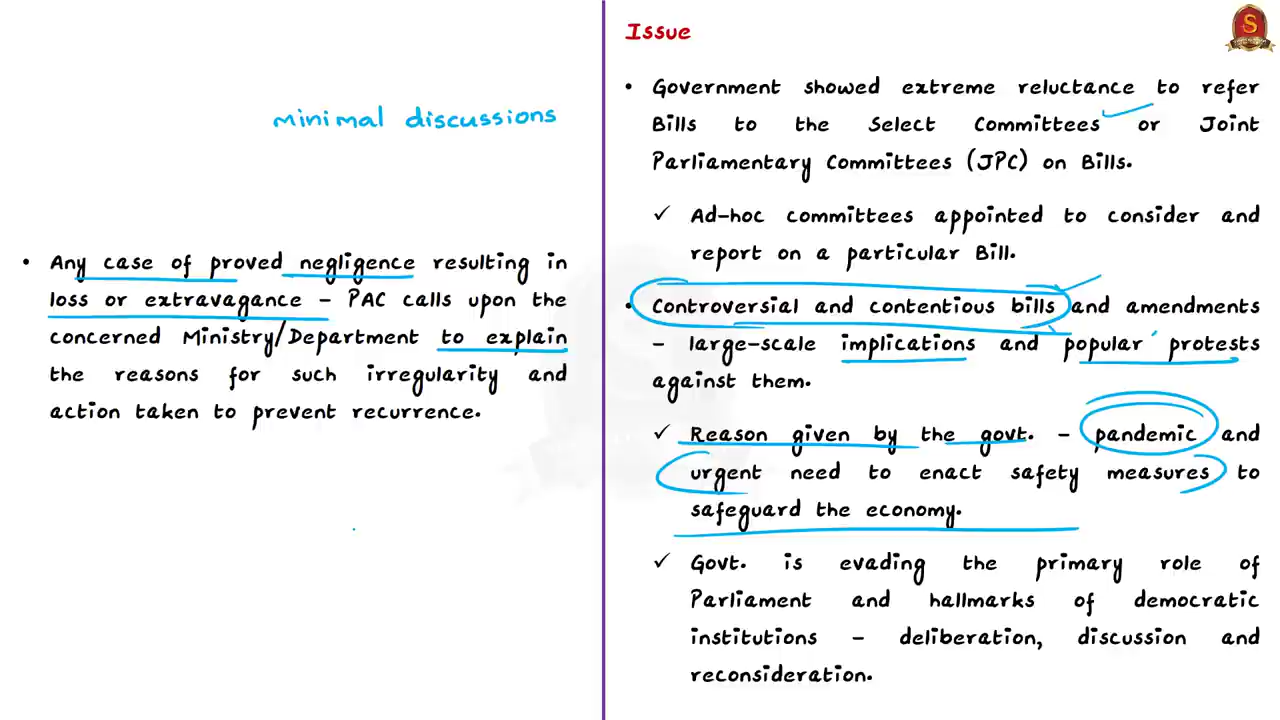 minimal discussions
• Any case of proved negligence resulting in
loss or extravagance – PAC calls upon the
concerned Ministry/Department to explain
the reasons for such irregularity and
action taken to prevent recurrence.
Issue
• Government showed extreme reluctance to refer
Bills to the Select Committees or Joint
Parliamentary Committees (JPC) on Bills.
✓ Ad-hoc committees appointed to consider and
report on a particular Bill.
• Controversial and contentious bills and amendments
– large-scale implications and popular protests
against them.
✓ Reason given by the govt. – pandemic and
urgent need to enact safety measures to
safeguard the economy.
✓ Govt. is evading the primary role of
Parliament and hallmarks of democratic
institutions – deliberation, discussion and
reconsideration.
S